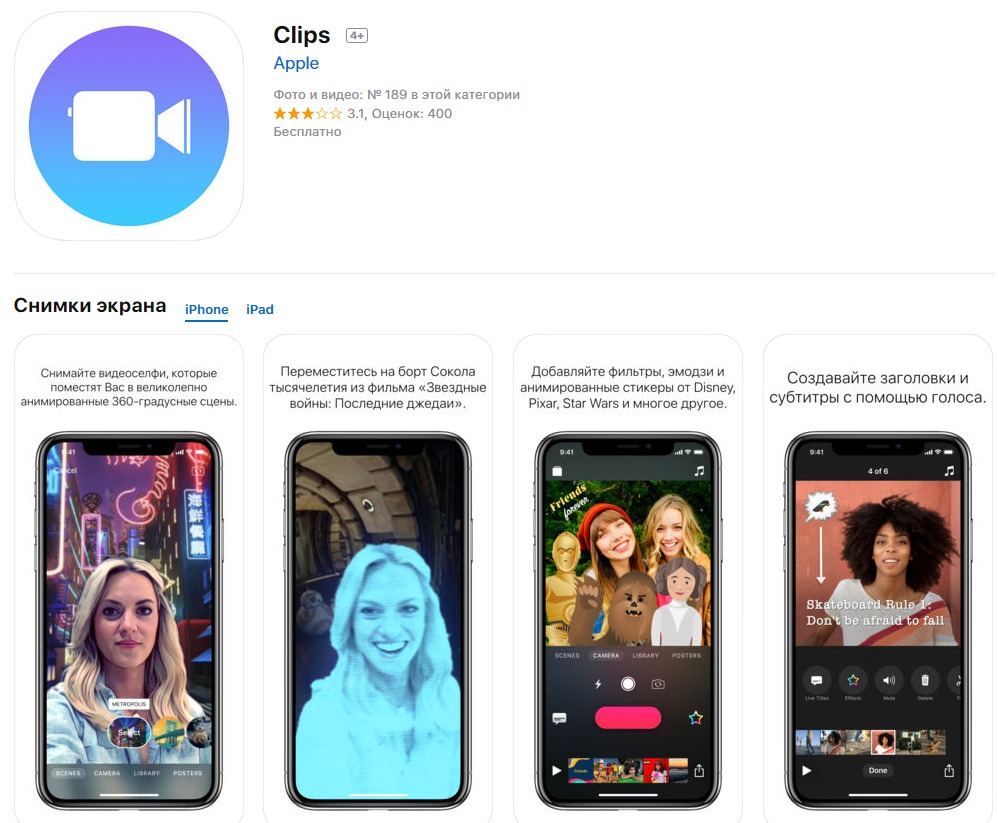 Clips 4+
Apple
Фото и видео: № 189 в этой категории
3.1, Оценок: 400
Бесплатно
Снимки экрана iPhone iPad
Снимайте видеоселфи, которые
поместят Вас в великолепно
анимированные 360-градусные сцены.
9:41
Cancel
海鮮餐
METROPOLIS
Select
SCENES CAMERA LIBRARY POSTERS
Переместитесь на борт Сокола
тысячелетия из фильма «Звездные
войны: Последние джедаи».
Добавляйте фильтры, эмодзи и
анимированные стикеры от Disney,
Pixar, Star Wars и многое другое.
9:41
Friends
forever
SCENES CAMERA LIBRARY POSTERS
Friends
Создавайте заголовки и
субтитры с помощью голоса.
9:41
4 of 6
Skateboard Rule 1:
Don't be afraid to fall
Live Titles Effects Mute Delete
Done